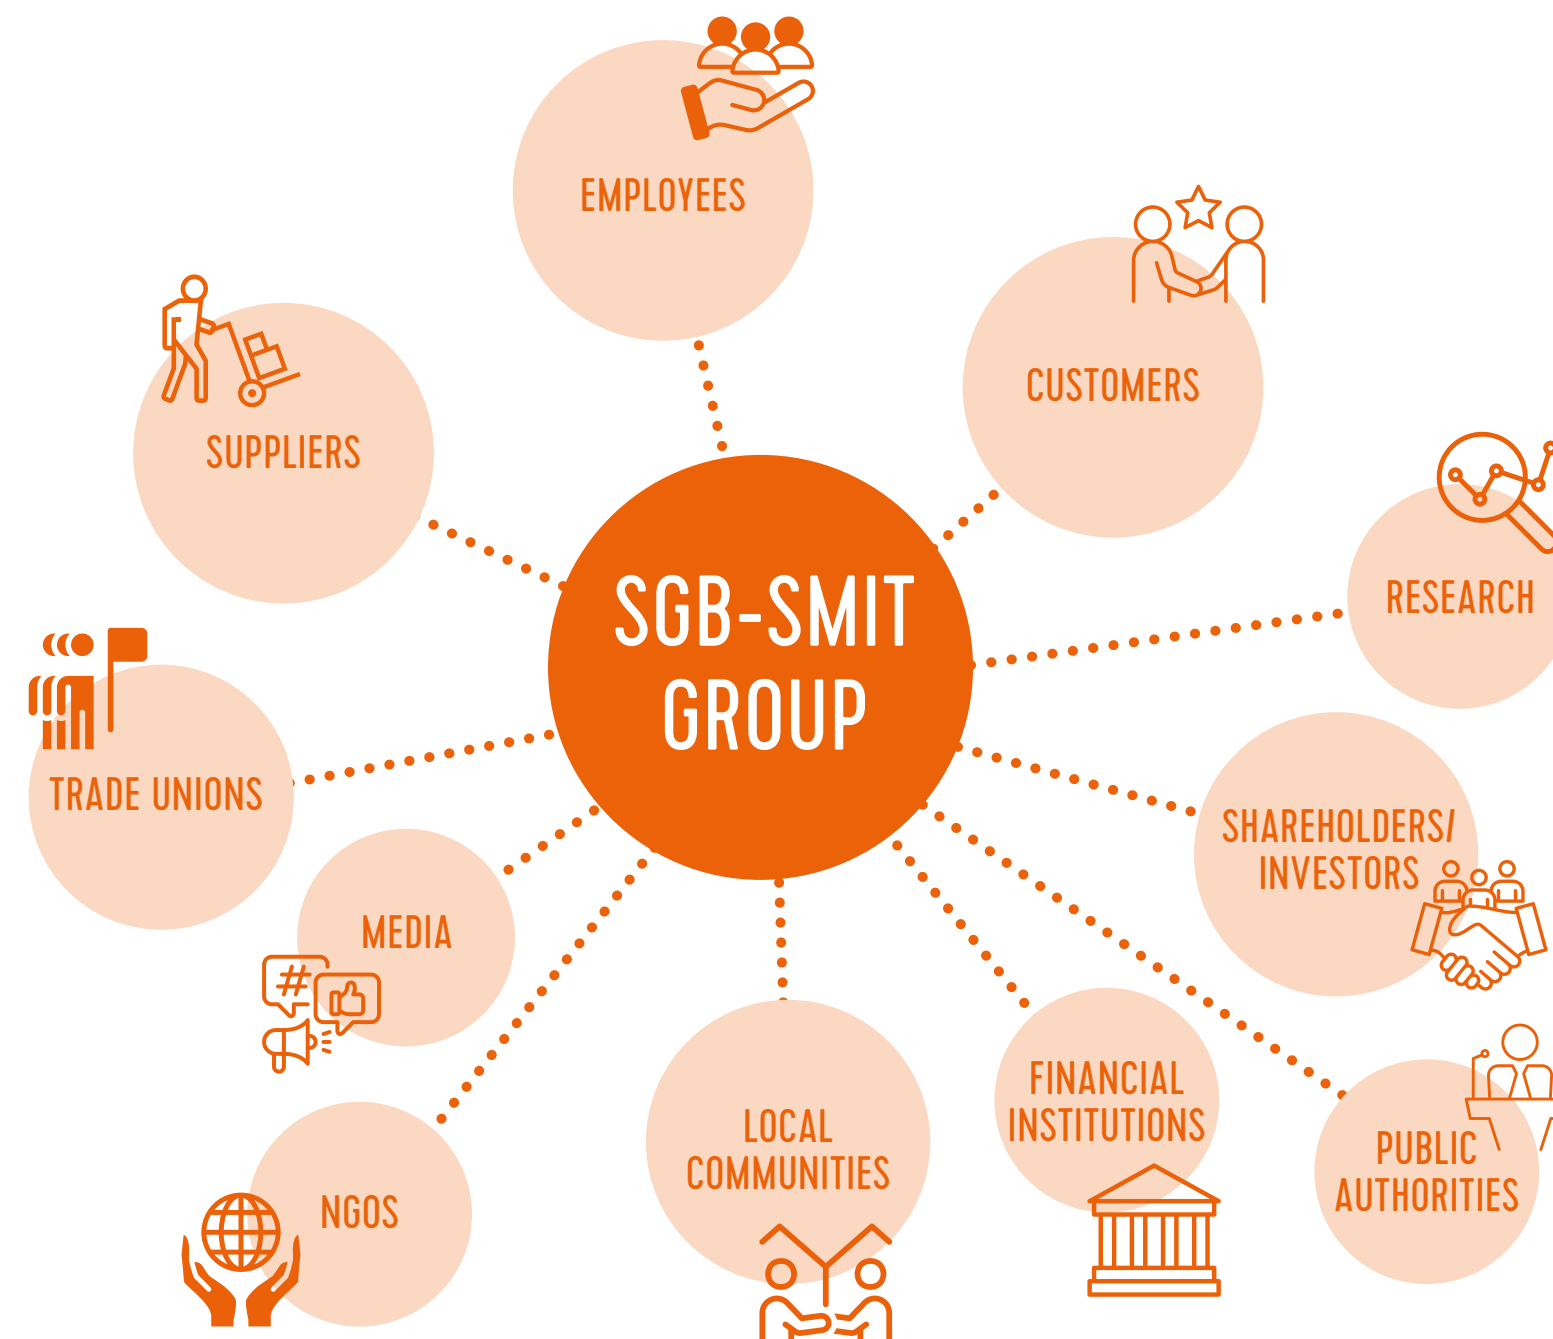 EMPLOYEES
CUSTOMERS
SUPPLIERS
RESEARCH
SGB-SMIT
GROUP
TRADE UNIONS
SHAREHOLDERS/
INVESTORS
MEDIA
FINANCIAL
INSTITUTIONS
LOCAL
COMMUNITIES
PUBLIC
AUTHORITIES
NGOS
#